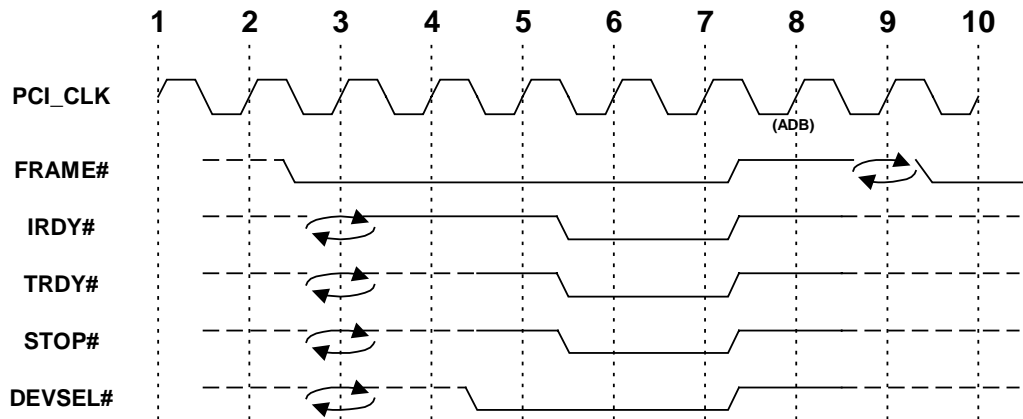 1 2 3 4 5 6 7 8 9 10
PCI_CLK
(ADB)
FRAME#
IRDY#
TRDY#
STOP#
DEVSEL#